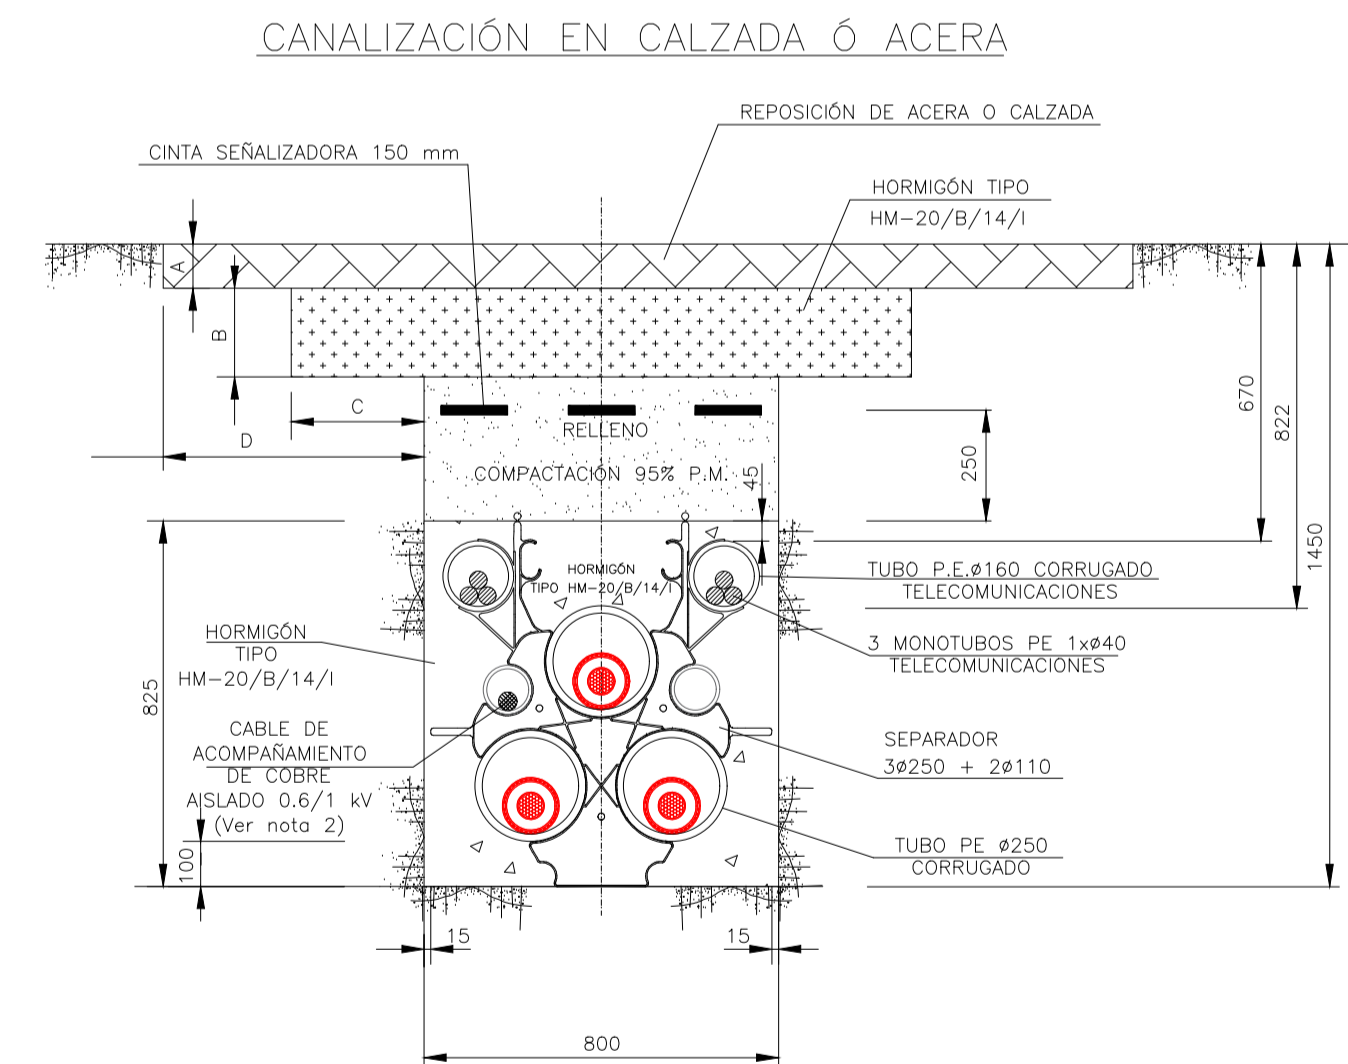 CANALIZACIÓN EN CALZADA Ó ACERA
REPOSICIÓN DE ACERA O CALZADA
CINTA SEÑALIZADORA 150 mm
HORMIGÓN TIPO
HM-20/B/14/I
A
B
C
D
RELLENO
COMPACTACIÓN 95% P.M.
45
250
670
822
1450
HORMIGÓN
TIPO HM-20/B/14/I
TUBO P.E.ø160 CORRUGADO
TELECOMUNICACIONES
3 MONOTUBOS PE 1xø40
TELECOMUNICACIONES
HORMIGÓN
TIPO
HM-20/B/14/I
825
CABLE DE
ACOMPAÑAMIENTO
DE COBRE
AISLADO 0.6/1 kV
(Ver nota 2)
SEPARADOR
3ø250 + 2ø110
TUBO PE ø250
CORRUGADO
100
15
15
800